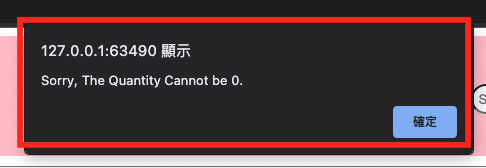 127.0.0.1:63490 顯示
Sorry, The Quantity Cannot be 0.
確定